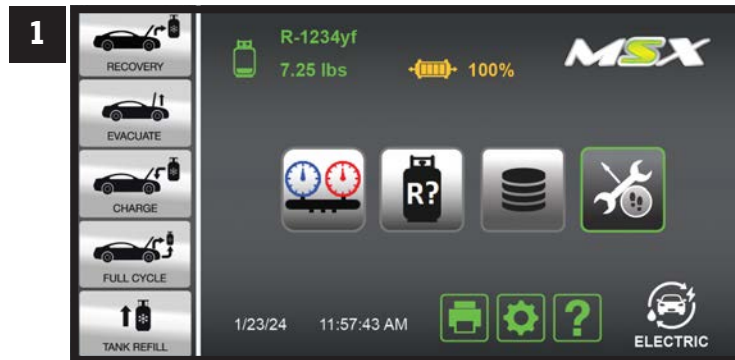 1
RECOVERY
EVACUATE
CHARGE
FULL CYCLE
TANK REFILL
R-1234yf
7.25 lbs
100%
MSX
R?
1/23/24 11:57:43 AM
?
ELECTRIC